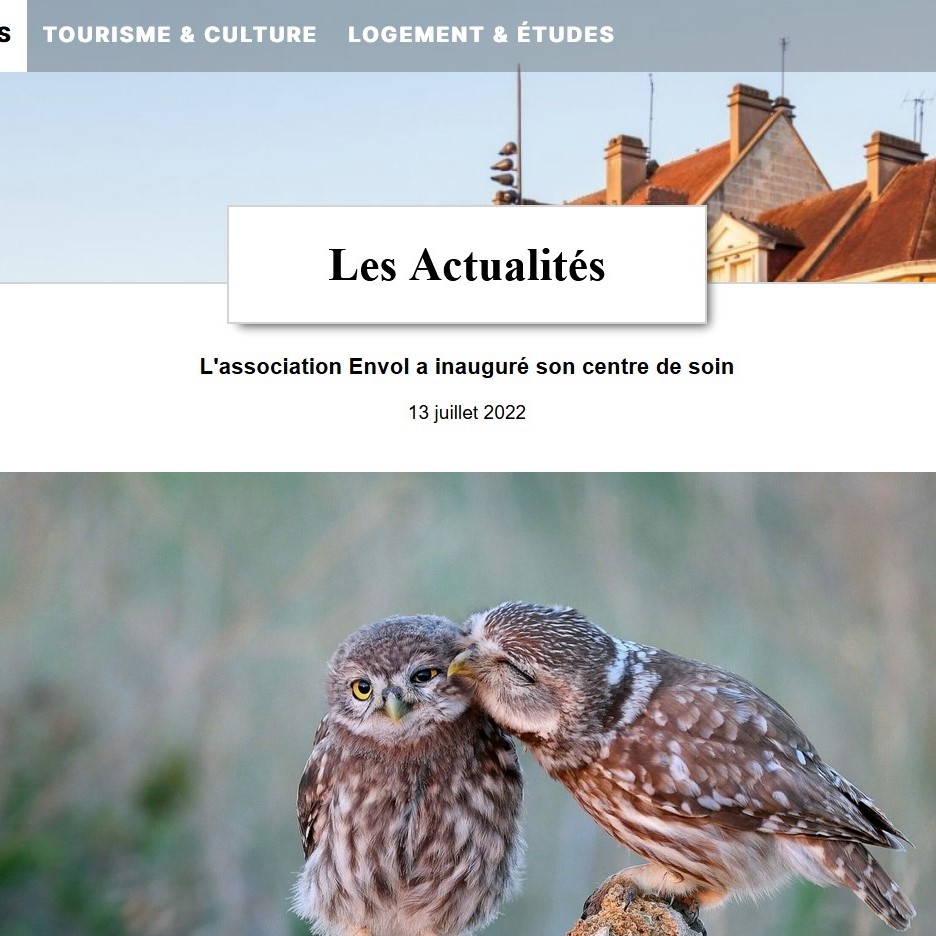 S TOURISME & CULTURE LOGEMENT & ÉTUDES
Les Actualités
L'association Envol a inauguré son centre de soin
13 juillet 2022